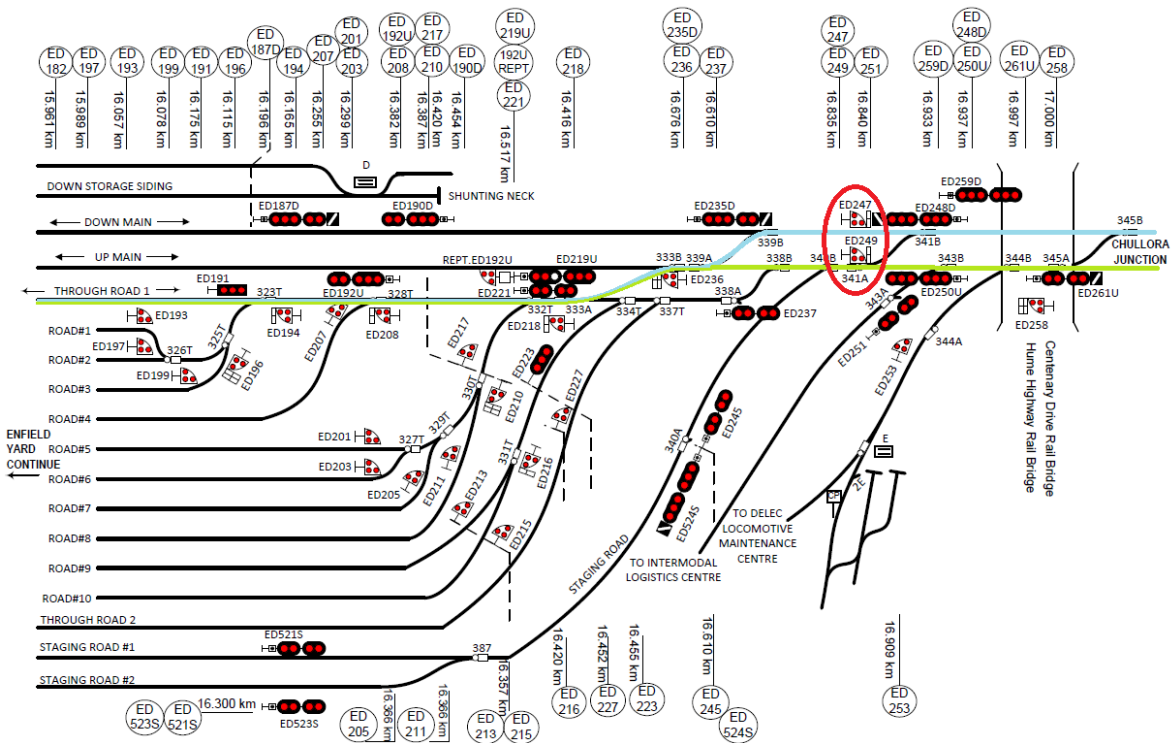 ED 182
ED 197
ED 193
ED 199
ED 191
ED 196
ED 187D
ED 194
ED 207
ED 201
ED 203
ED 192U
ED 208
ED 217
ED 210
ED 190D
ED 219U
192U REPT
ED 221
ED 218
ED 235D
ED 236
ED 237
ED 247
ED 249
ED 251
ED 259D
ED 248D
ED 250U
ED 261U
ED 258
15.961 km
15.989 km
16.057 km
16.078 km
16.175 km
16.115 km
16.196 km
16.165 km
16.255 km
16.299 km
16.382 km
16.387 km
16.420 km
16.454 km
16.517 km
16.416 km
16.676 km
16.610 km
16.835 km
16.840 km
16.933 km
16.937 km
16.997 km
17.000 km
D
DOWN STORAGE SIDING
SHUNTING NECK
ED187D
ED190D
ED235D
ED247
ED248D
ED259D
DOWN MAIN
339B
341B
345B
CHULLORA
JUNCTION
ED249
UP MAIN
REPT.ED192U
ED219U
333B
339A
338B
341A
343B
344B
345A
THROUGH ROAD 1
ED191
323T
ED192U
328T
ED221
332T
333A
ED236
334T
337T
338A
ED237
343A
ED250U
ED261U
ED193
ED194
ED207
ED208
ED217
ED218
ED223
ED251
344A
ED258
ROAD#1
ED197
326T
325T
ROAD#2
ED199
ED196
ROAD#3
330T
ED210
ED227
ED253
ROAD#4
ED201
327T
329T
ENFIELD
YARD
CONTINUE
ROAD#5
ED203
ROAD#6
ED205
ED211
331T
ED216
340A
ED245
E
2E
CP
Centenary Drive Rail Bridge
Hume Highway Rail Bridge
ROAD#7
ED213
ED215
ED524S
TO DELEC
LOCOMOTIVE
MAINTENANCE
CENTRE
ROAD#8
ROAD#9
STAGING ROAD
TO INTERMODAL
LOGISTICS CENTRE
ROAD#10
THROUGH ROAD 2
STAGING ROAD #1
ED521S
387
STAGING ROAD #2
ED523S
16.300 km
16.366 km
16.366 km
16.357 km
16.420 km
16.452 km
16.455 km
16.610 km
16.909 km
ED 523S
ED 521S
ED 205
ED 211
ED 213
ED 215
ED 216
ED 227
ED 223
ED 245
ED 524S
ED 253